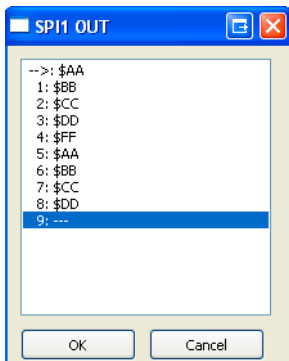 SPI1 OUT
-->: $AA
1: $BB
2: $CC
3: $DD
4: $FF
5: $AA
6: $BB
7: $CC
8: $DD
9: ---
OK
Cancel